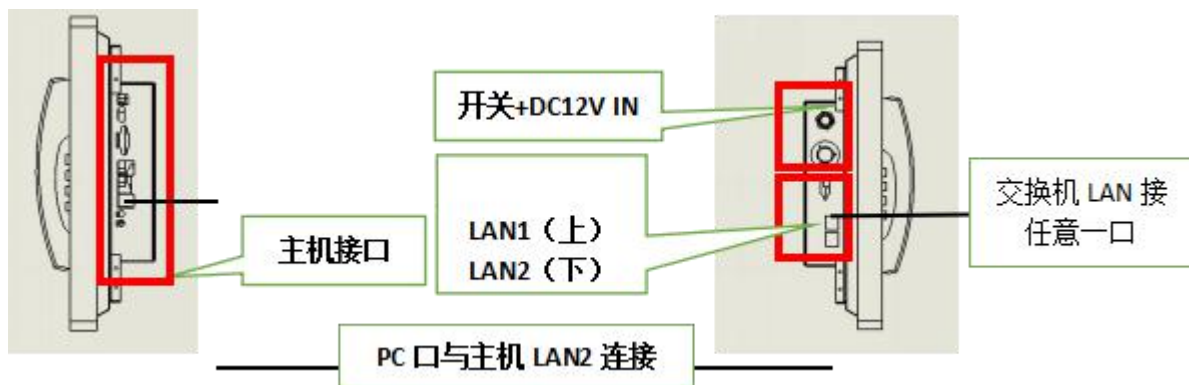 开关+DC12V IN
LAN1（上）
LAN2（下）
交换机 LAN 接
任意一口
主机接口
PC 口与主机 LAN2 连接